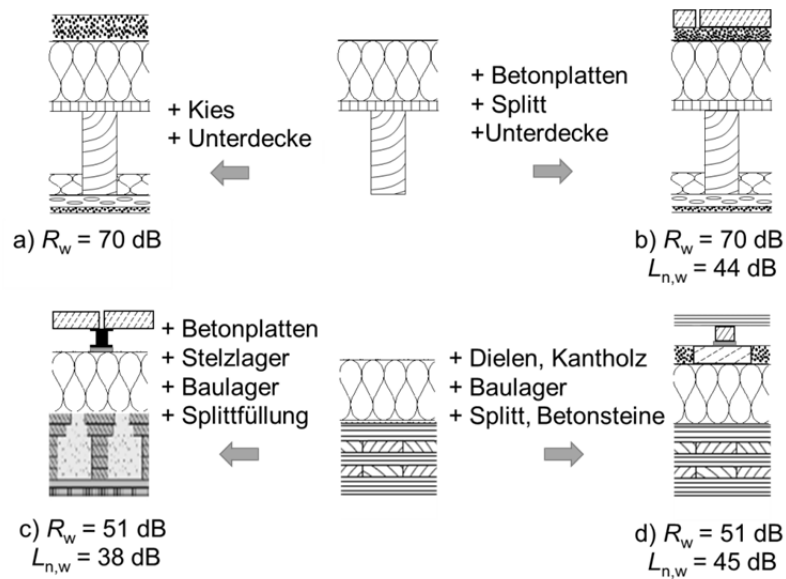 + Kies
+ Unterdecke
+ Betonplatten
+ Splitt
+Unterdecke
a) Rw = 70 dB
b) Rw = 70 dB
Ln,w = 44 dB
+ Betonplatten
+ Stelzlager
+ Baulager
+ Splittfüllung
+ Dielen, Kantholz
+ Baulager
+ Splitt, Betonsteine
c) Rw = 51 dB
Ln,w = 38 dB
d) Rw = 51 dB
Ln,w = 45 dB